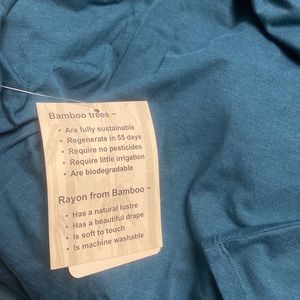 Bamboo trees ~
• Are fully sustainable
• Regenerate in 55 days
• Require no pesticides
• Require little irrigation
• Are biodegradable
Rayon from Bamboo ~
• Has a natural lustre
• Has a beautiful drape
• Is soft to touch
• Is machine washable